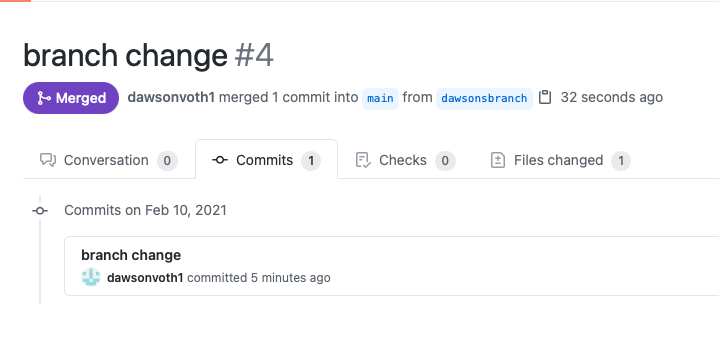 branch change #4
Merged dawsonvoth1 merged 1 commit into main from dawsonsbranch 32 seconds ago
Conversation 0 Commits 1 Checks 0 Files changed 1
Commits on Feb 10, 2021
branch change
dawsonvoth1 committed 5 minutes ago